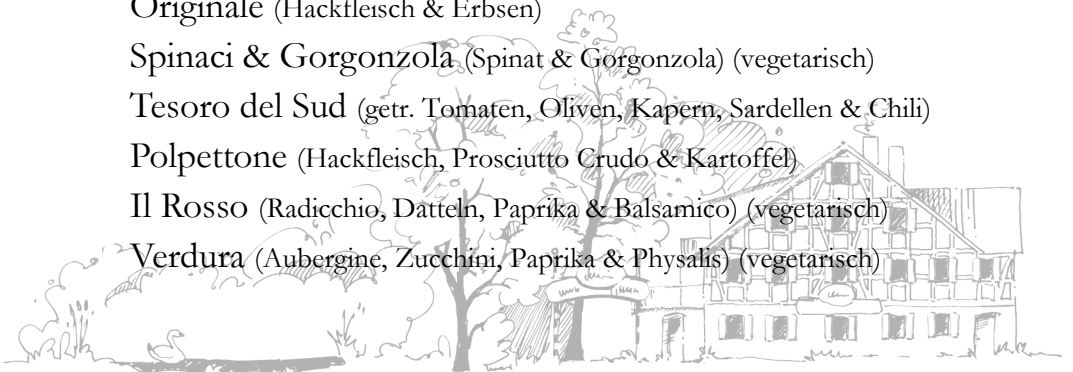 Originale (Hackfleisch & Erbsen)
Spinaci & Gorgonzola (Spinat & Gorgonzola) (vegetarisch)
Tesoro del Sud (getr. Tomaten, Oliven, Kapern, Sardellen & Chili)
Polpettone (Hackfleisch, Prosciutto Crudo & Kartoffel)
Il Rosso (Radicchio, Datteln, Paprika & Balsamico) (vegetarisch)
Verdura (Aubergine, Zucchini, Paprika & Physalis) (vegetarisch)